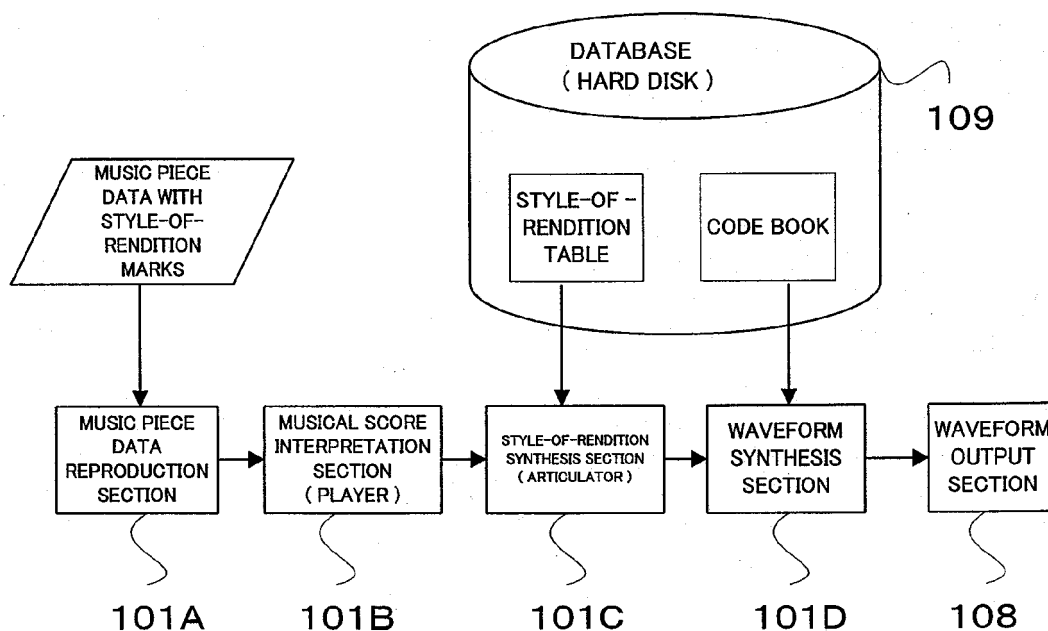 DATABASE
( HARD DISK )
109
MUSIC PIECE
DATA WITH
STYLE-OF-
RENDITION
MARKS
STYLE-OF -
RENDITION
TABLE
CODE BOOK
MUSIC PIECE
DATA
REPRODUCTION
SECTION
MUSICAL SCORE
INTERPRETATION
SECTION
( PLAYER )
STYLE-OF-RENDITION
SYNTHESIS SECTION
( ARTICULATOR )
WAVEFORM
SYNTHESIS
SECTION
WAVEFORM
OUTPUT
SECTION
101A
101B
101C
101D
108